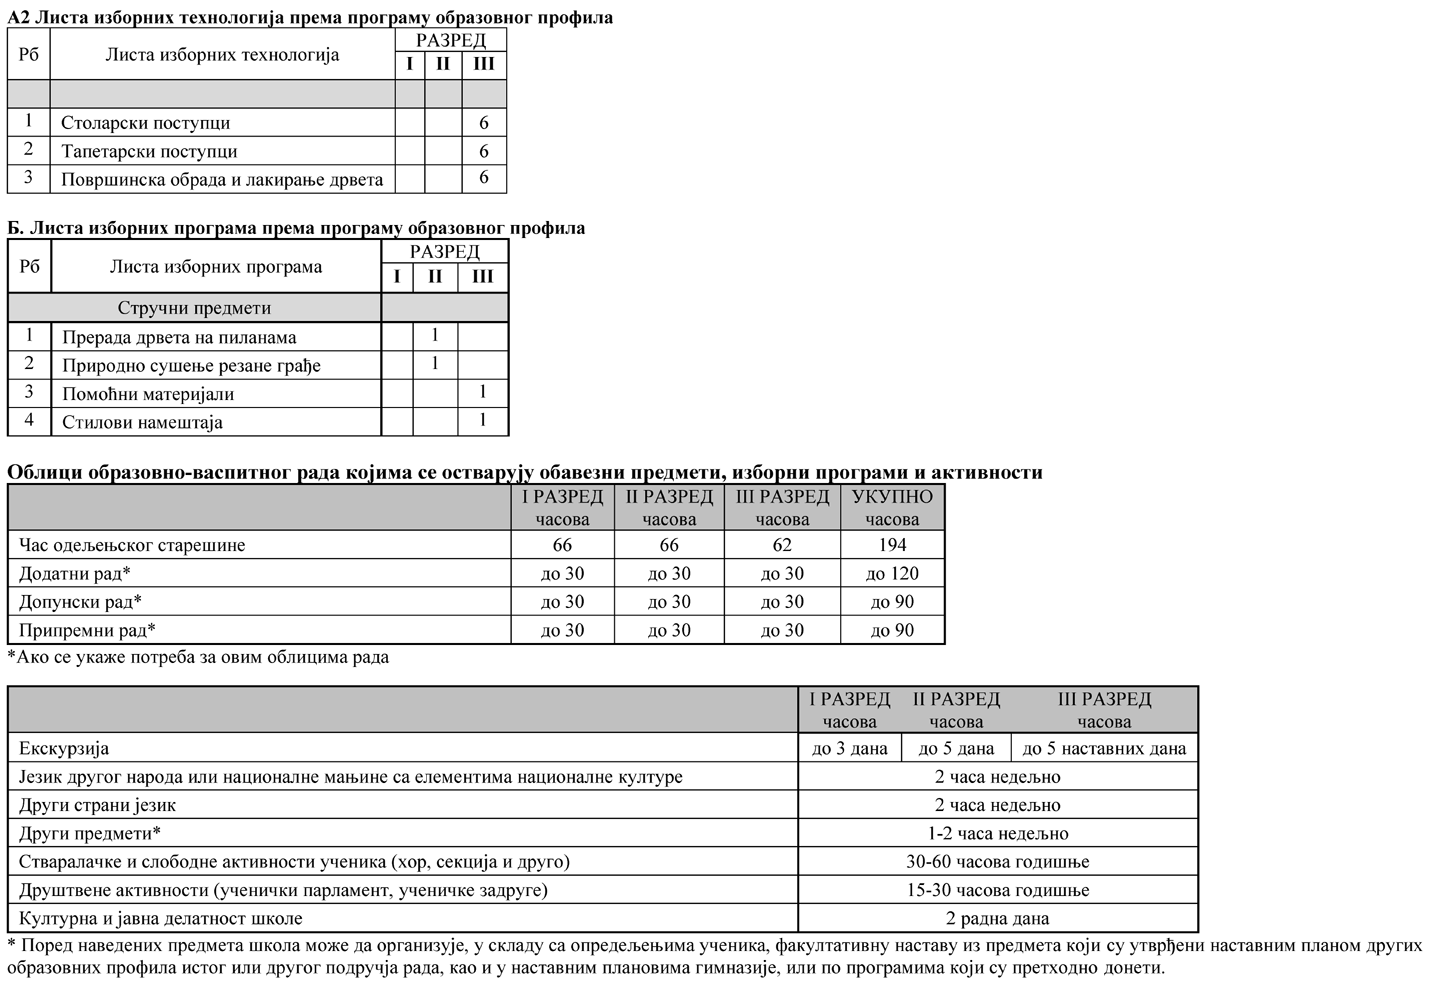 А2 Листа изборних технологија према програму образовног профила
Рб Листа изборних технологија РАЗРЕД
I II III
1 Столарски поступци 6
2 Тапетарски поступци 6
3 Површинска обрада и лакирање дрвета 6
Б. Листа изборних програма према програму образовног профила
Рб Листа изборних програма РАЗРЕД
I II III
Стручни предмети
1 Прерада дрвета на пиланама 1
2 Природно сушење резане грађе 1
3 Помоћни материјали 1
4 Стилови намештаја 1
Облици образовно-васпитног рада којима се остварују обавезни предмети, изборни програми и активности
I РАЗРЕД II РАЗРЕД III РАЗРЕД УКУПНО
часова часова часова часова
Час одељенског старешине 66 66 62 194
Додатни рад* до 30 до 30 до 30 до 120
Допунски рад* до 30 до 30 до 30 до 90
Припремни рад* до 30 до 30 до 30 до 90
*Ако се укаже потреба за овим облицима рада
I РАЗРЕД II РАЗРЕД III РАЗРЕД
часова часова часова
Екскурзија до 3 дана до 5 дана до 5 наставних дана
Језик другог народа или националне мањине са елементима националне културе 2 часа недељно
Други страни језик 2 часа недељно
Други предмети* 1-2 часа недељно
Стваралачке и слободне активности ученика (хор, секција и друго) 30-60 часова годишње
Друштвене активности (ученички парламент, ученичке задруге) 15-30 часова годишње
Културна и јавна делатност школе 2 радна дана
* Поред наведених предмета школа може да организује, у складу са опредељењима ученика, факултативну наставу из предмета који су утврђени наставним планом других
образовних профила истог или другог подручја рада, као и у наставним плановима гимназије, или по програмима који су претходно донети.